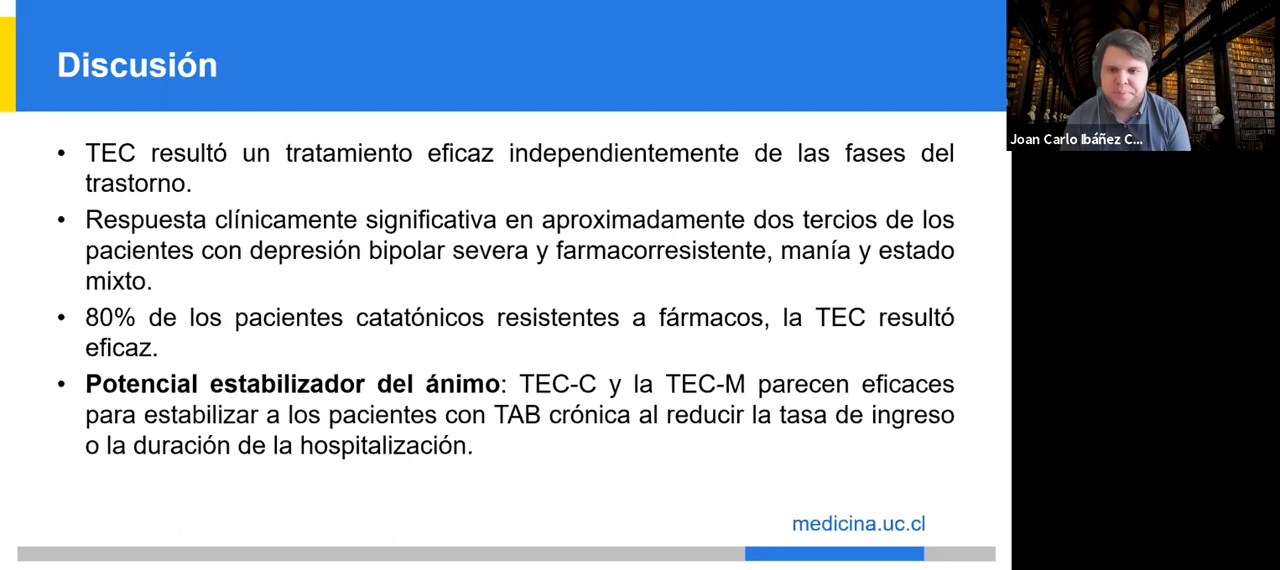 Discusión
• TEC resultó un tratamiento eficaz independientemente de las fases del
trastorno.
• Respuesta clínicamente significativa en aproximadamente dos tercios de los
pacientes con depresión bipolar severa y farmacorresistente, manía y estado
mixto.
• 80% de los pacientes catatónicos resistentes a fármacos, la TEC resultó
eficaz.
• Potencial estabilizador del ánimo: TEC-C y la TEC-M parecen eficaces
para estabilizar a los pacientes con TAB crónica al reducir la tasa de ingreso
o la duración de la hospitalización.
medicina.uc.cl
Joan Carlo Ibáñez C...